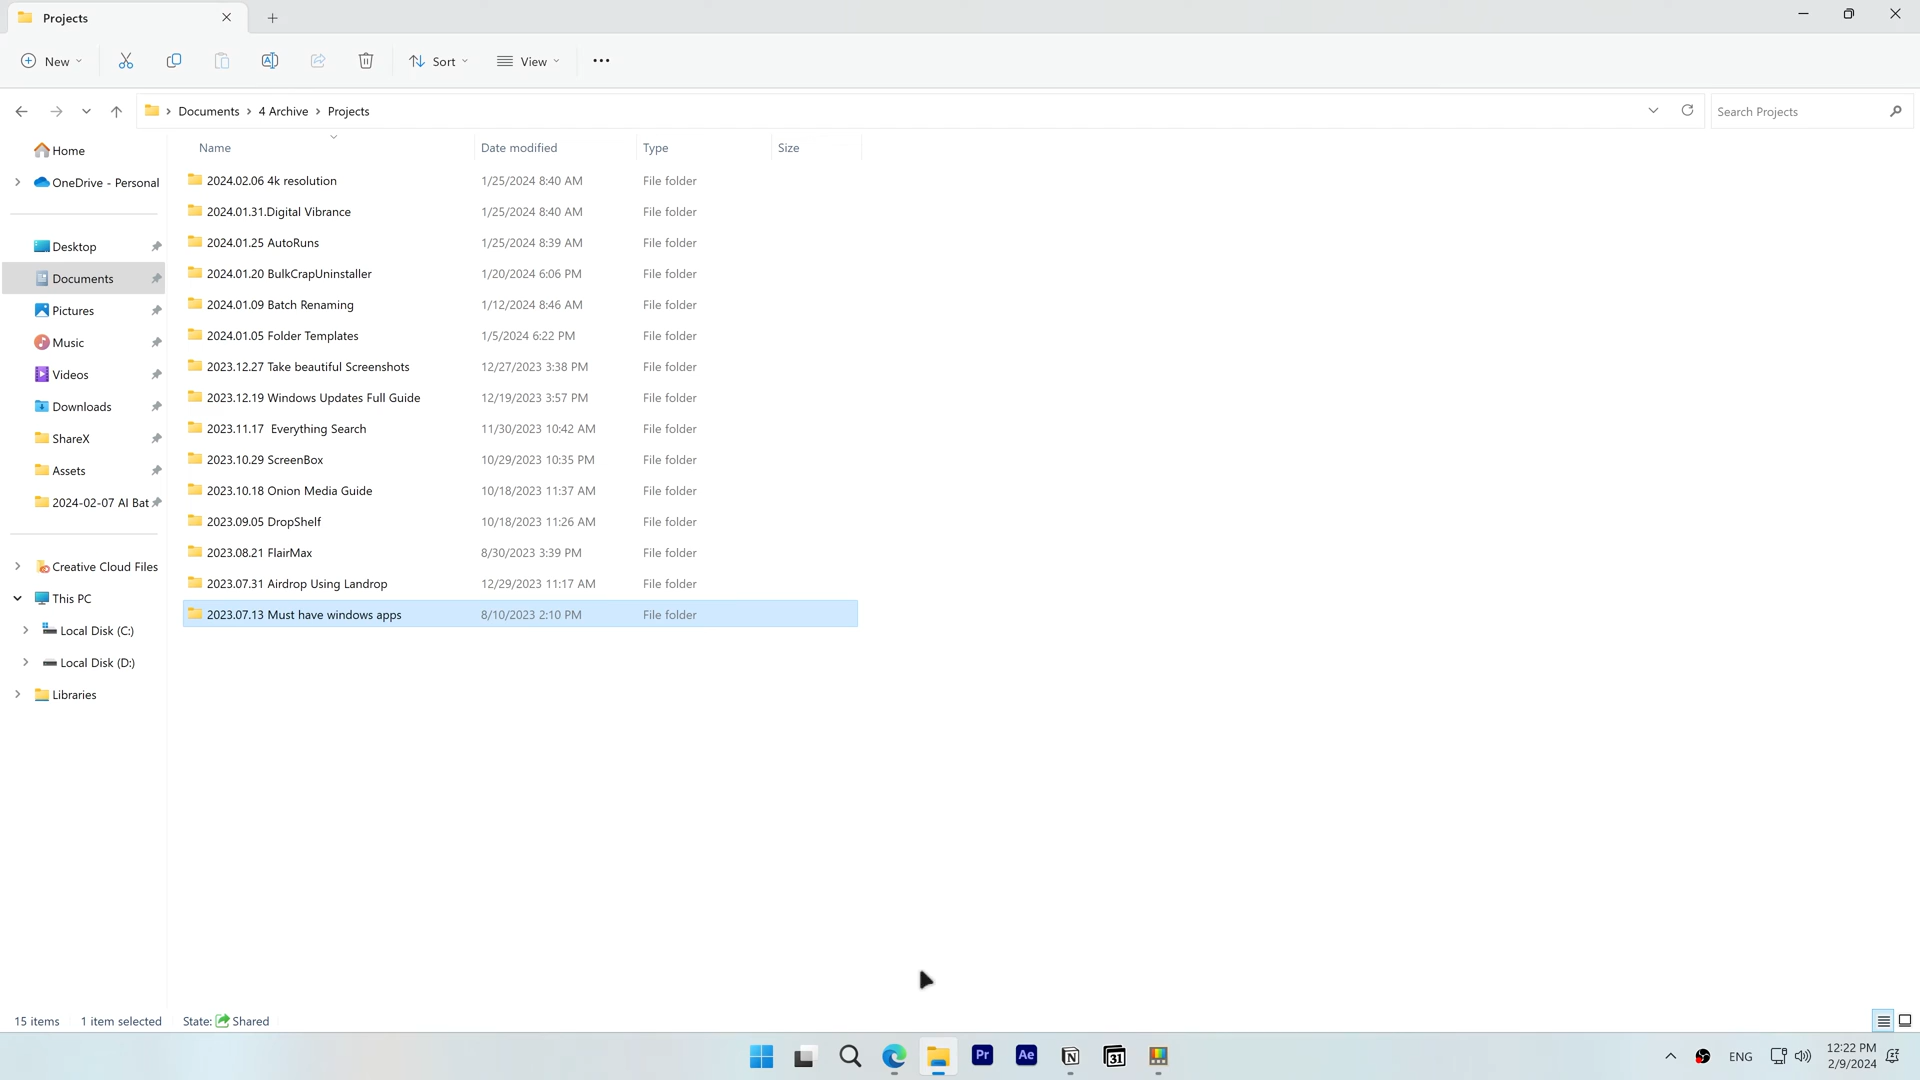 Projects
New
Sort
View
Documents > 4 Archive > Projects
Search Projects
Home
OneDrive - Personal
Desktop
Documents
Pictures
Music
Videos
Downloads
ShareX
Assets
2024-02-07 AI Bat
Creative Cloud Files
This PC
Local Disk (C:)
Local Disk (D:)
Libraries
Name Date modified Type Size
2024.02.06 4k resolution 1/25/2024 8:40 AM File folder
2024.01.31.Digital Vibrance 1/25/2024 8:40 AM File folder
2024.01.25 AutoRuns 1/25/2024 8:39 AM File folder
2024.01.20 BulkCrapUninstaller 1/20/2024 6:06 PM File folder
2024.01.09 Batch Renaming 1/12/2024 8:46 AM File folder
2024.01.05 Folder Templates 1/5/2024 6:22 PM File folder
2023.12.27 Take beautiful Screenshots 12/27/2023 3:38 PM File folder
2023.12.19 Windows Updates Full Guide 12/19/2023 3:57 PM File folder
2023.11.17  Everything Search 11/30/2023 10:42 AM File folder
2023.10.29 ScreenBox 10/29/2023 10:35 PM File folder
2023.10.18 Onion Media Guide 10/18/2023 11:37 AM File folder
2023.09.05 DropShelf 10/18/2023 11:26 AM File folder
2023.08.21 FlairMax 8/30/2023 3:39 PM File folder
2023.07.31 Airdrop Using Landrop 12/29/2023 11:17 AM File folder
2023.07.13 Must have windows apps 8/10/2023 2:10 PM File folder
15 items 1 item selected State: Shared
Pr
Ae
N
31
ENG
12:22 PM
2/9/2024